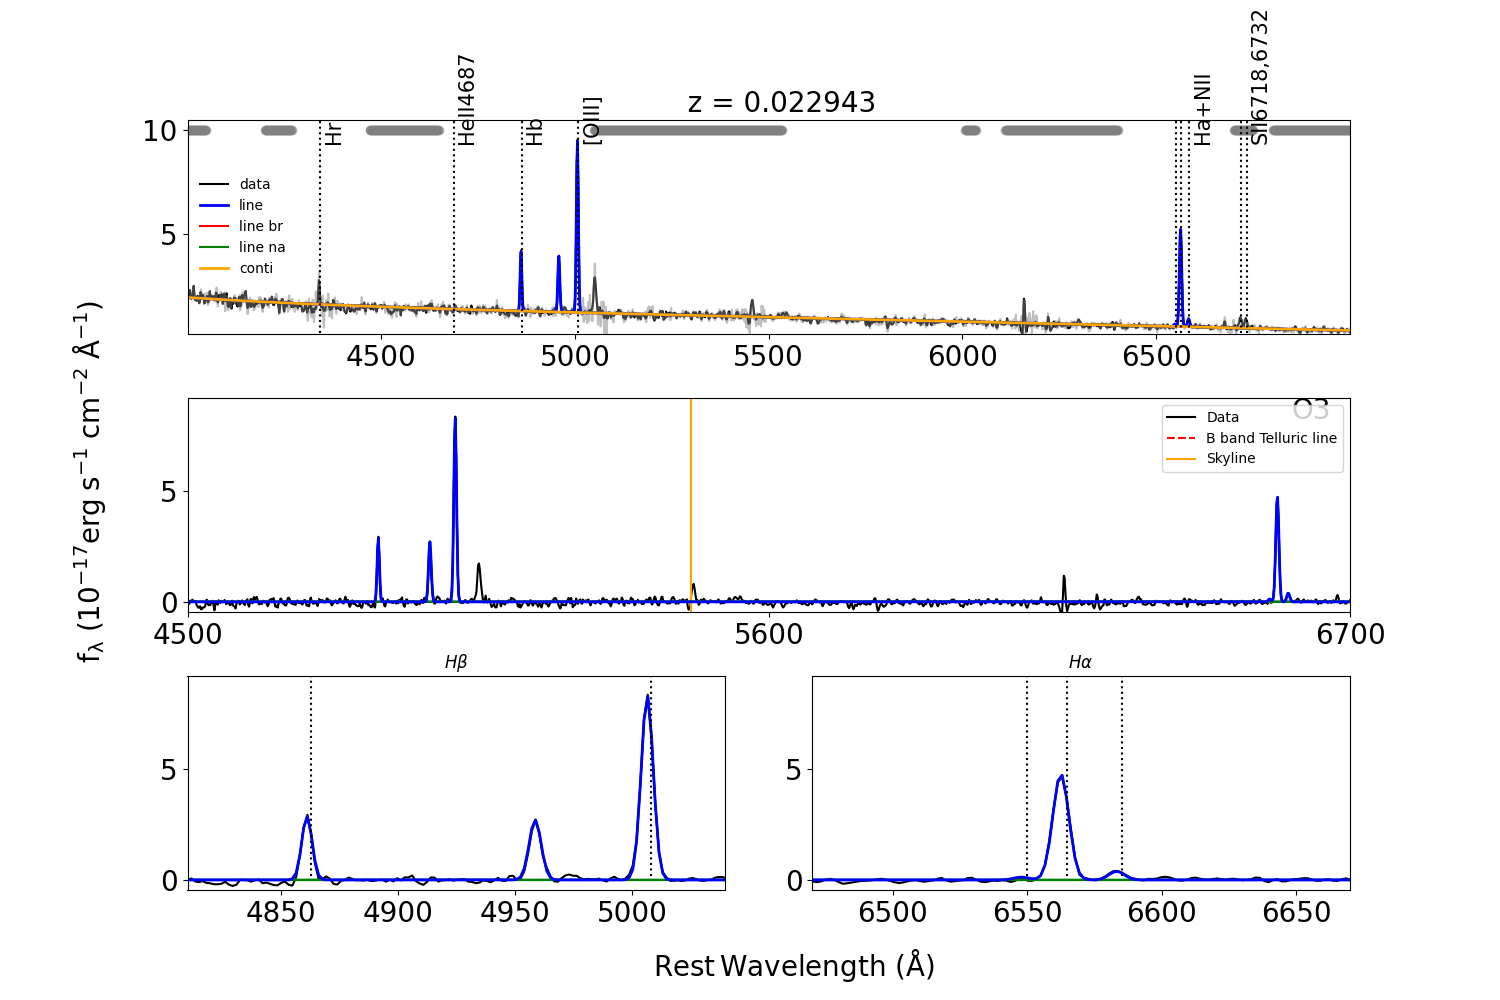 z = 0.022943
Hr
HeII4687
Hb
[OIII]
Ha+NII
SII6718,6732
10
5
data
line
line br
line na
conti
4500 5000 5500 6000 6500
O3
Data
B band Telluric line
Skyline
5
0
4500 5600 6700
fλ (10⁻¹⁷erg s⁻¹ cm⁻² Å⁻¹)
Hβ
5
0
4850 4900 4950 5000
Hα
5
0
6500 6550 6600 6650
Rest Wavelength (Å)